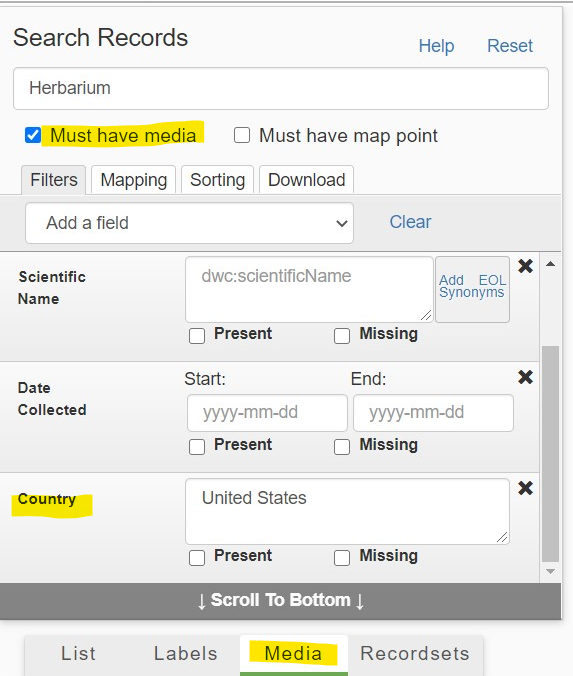 Search Records
Help Reset
Herbarium
Must have media Must have map point
Filters Mapping Sorting Download
Add a field Clear
Scientific
Name
dwc:scientificName
Add EOL
Synonyms
Present Missing
Date
Collected
Start: End:
yyyy-mm-dd yyyy-mm-dd
Present Missing
Country
United States
Present Missing
↓ Scroll To Bottom ↓
List Labels Media Recordsets